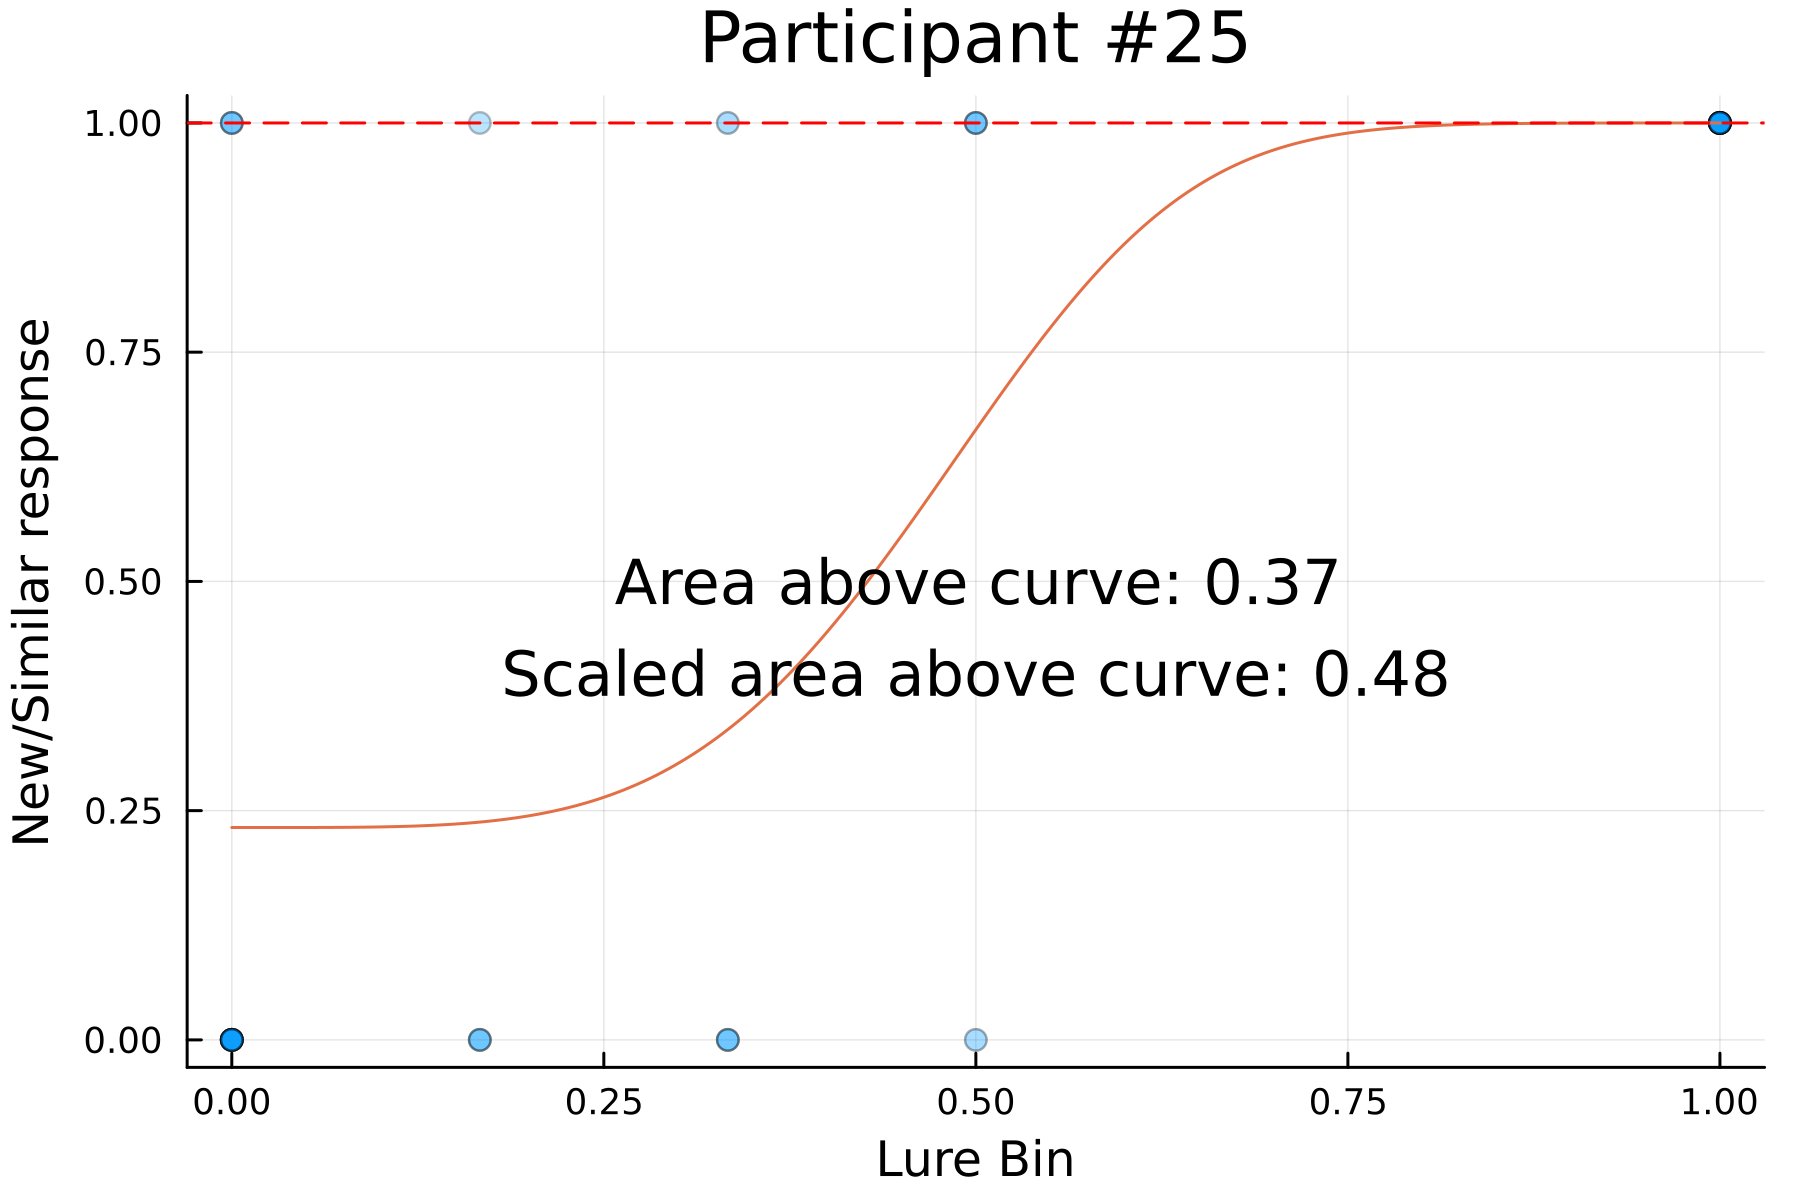 Participant #25
1.00
0.75
0.50
0.25
0.00
New/Similar response
Area above curve: 0.37
Scaled area above curve: 0.48
0.00 0.25 0.50 0.75 1.00
Lure Bin